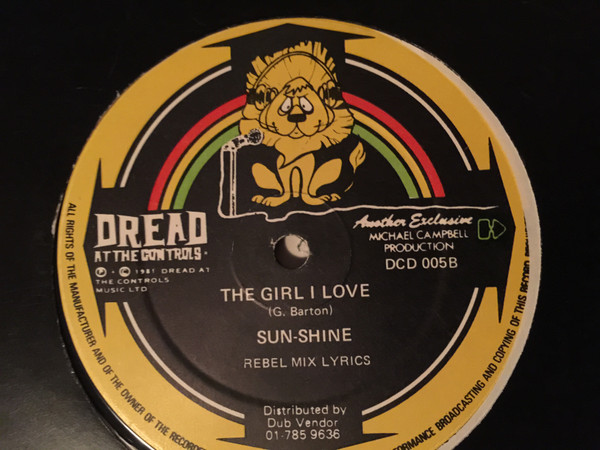 DREAD
AT THE CONTROLS
Ⓟ & © 1981 DREAD AT
THE CONTROLS
MUSIC LTD
Another Exclusive
MICHAEL CAMPBELL
PRODUCTION
DCD 005B
THE GIRL I LOVE
(G. Barton)
SUN-SHINE
REBEL MIX LYRICS
Distributed by
Dub Vendor
01-785 9636
ALL RIGHTS OF THE MANUFACTURER AND OF THE OWNER OF THE RECORDED
PERFORMANCE BROADCASTING AND COPYING OF THIS RECORD